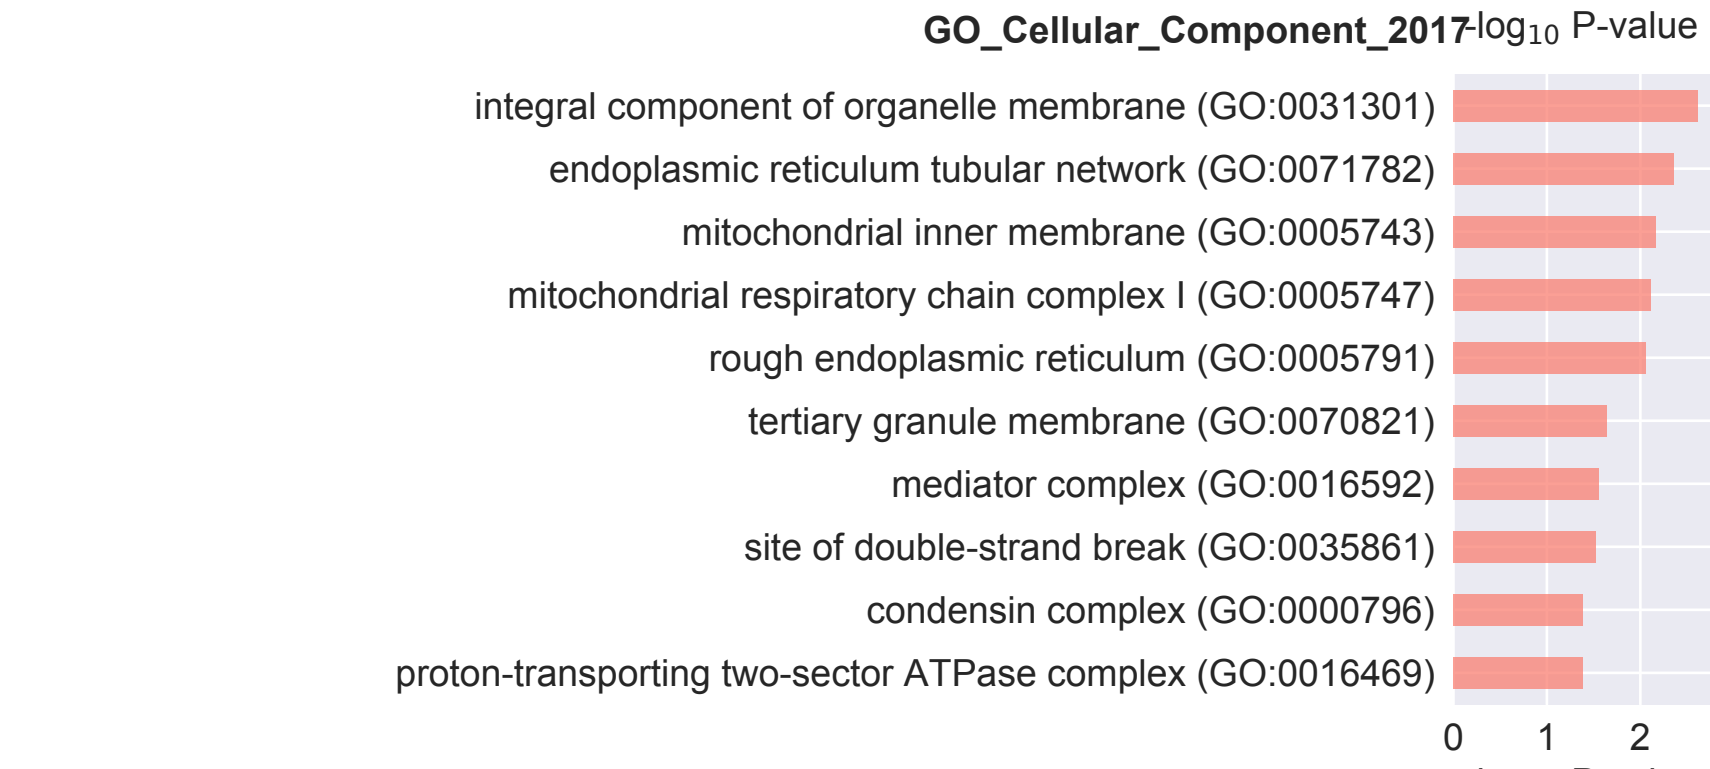 GO_Cellular_Component_2017
-log₁₀ P-value
integral component of organelle membrane (GO:0031301)
endoplasmic reticulum tubular network (GO:0071782)
mitochondrial inner membrane (GO:0005743)
mitochondrial respiratory chain complex I (GO:0005747)
rough endoplasmic reticulum (GO:0005791)
tertiary granule membrane (GO:0070821)
mediator complex (GO:0016592)
site of double-strand break (GO:0035861)
condensin complex (GO:0000796)
proton-transporting two-sector ATPase complex (GO:0016469)
0 1 2